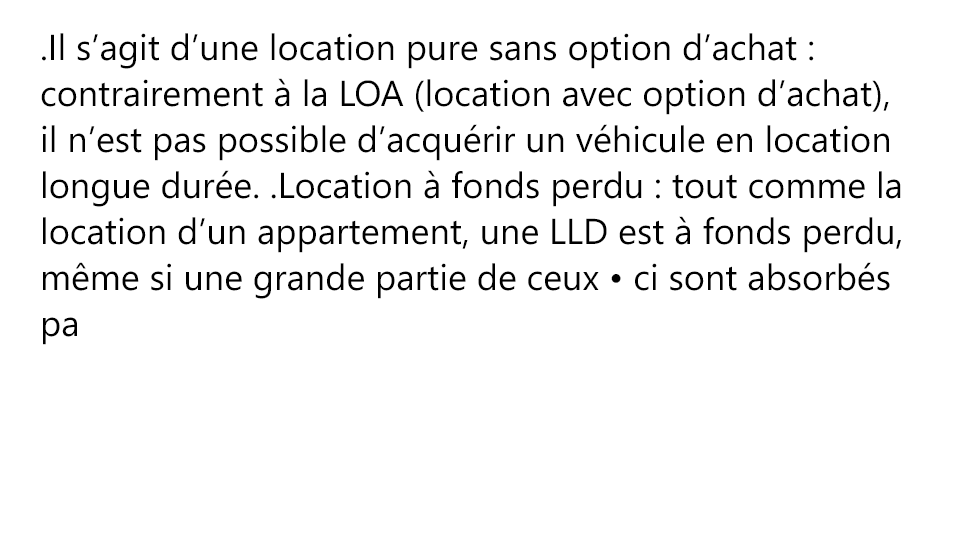 .Il s’agit d’une location pure sans option d’achat :
contrairement à la LOA (location avec option d’achat),
il n’est pas possible d’acquérir un véhicule en location
longue durée. .Location à fonds perdu : tout comme la
location d’un appartement, une LLD est à fonds perdu,
même si une grande partie de ceux • ci sont absorbés
pa